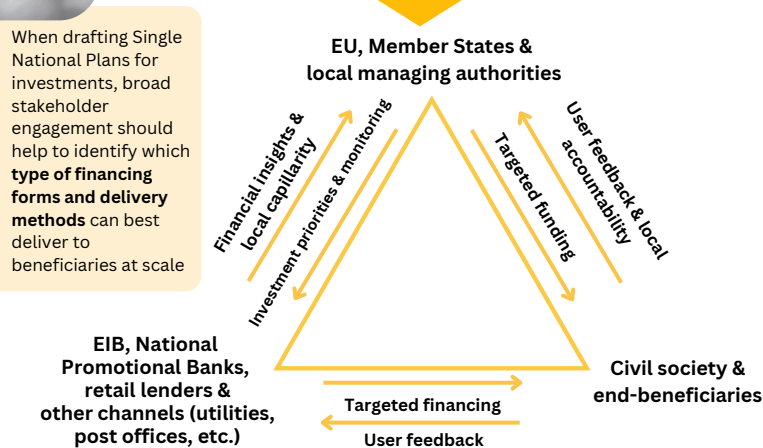 When drafting Single
National Plans for
investments, broad
stakeholder
engagement should
help to identify which
type of financing
forms and delivery
methods can best
deliver to
beneficiaries at scale
EU, Member States &
local managing authorities
Financial insights &
local capillarity
Investment priorities & monitoring
Targeted funding
User feedback & local
accountability
EIB, National
Promotional Banks,
retail lenders &
other channels (utilities,
post offices, etc.)
Targeted financing
User feedback
Civil society &
end-beneficiaries